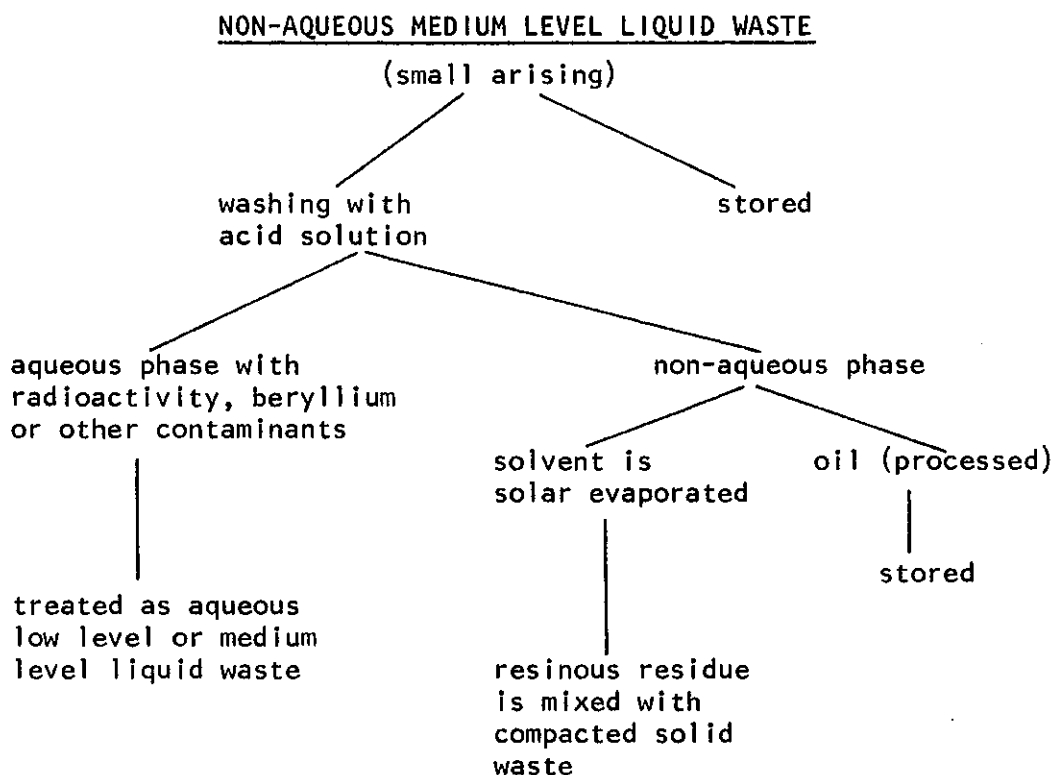 NON-AQUEOUS MEDIUM LEVEL LIQUID WASTE
(small arising)
washing with
acid solution
stored
aqueous phase with
radioactivity, beryllium
or other contaminants
non-aqueous phase
solvent is
solar evaporated
oil (processed)
stored
treated as aqueous
low level or medium
level liquid waste
resinous residue
is mixed with
compacted solid
waste